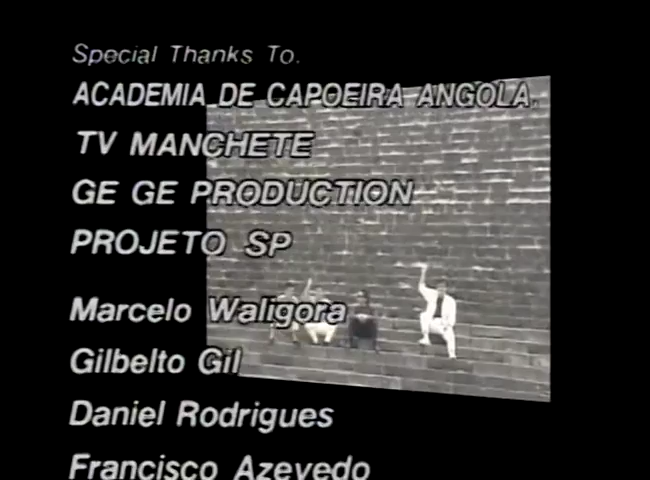 Special Thanks To.
ACADEMIA DE CAPOEIRA ANGOLA.
TV MANCHETE
GE GE PRODUCTION
PROJETO SP
Marcelo Waligora
Gilbelto Gil
Daniel Rodrigues
Francisco Azevedo